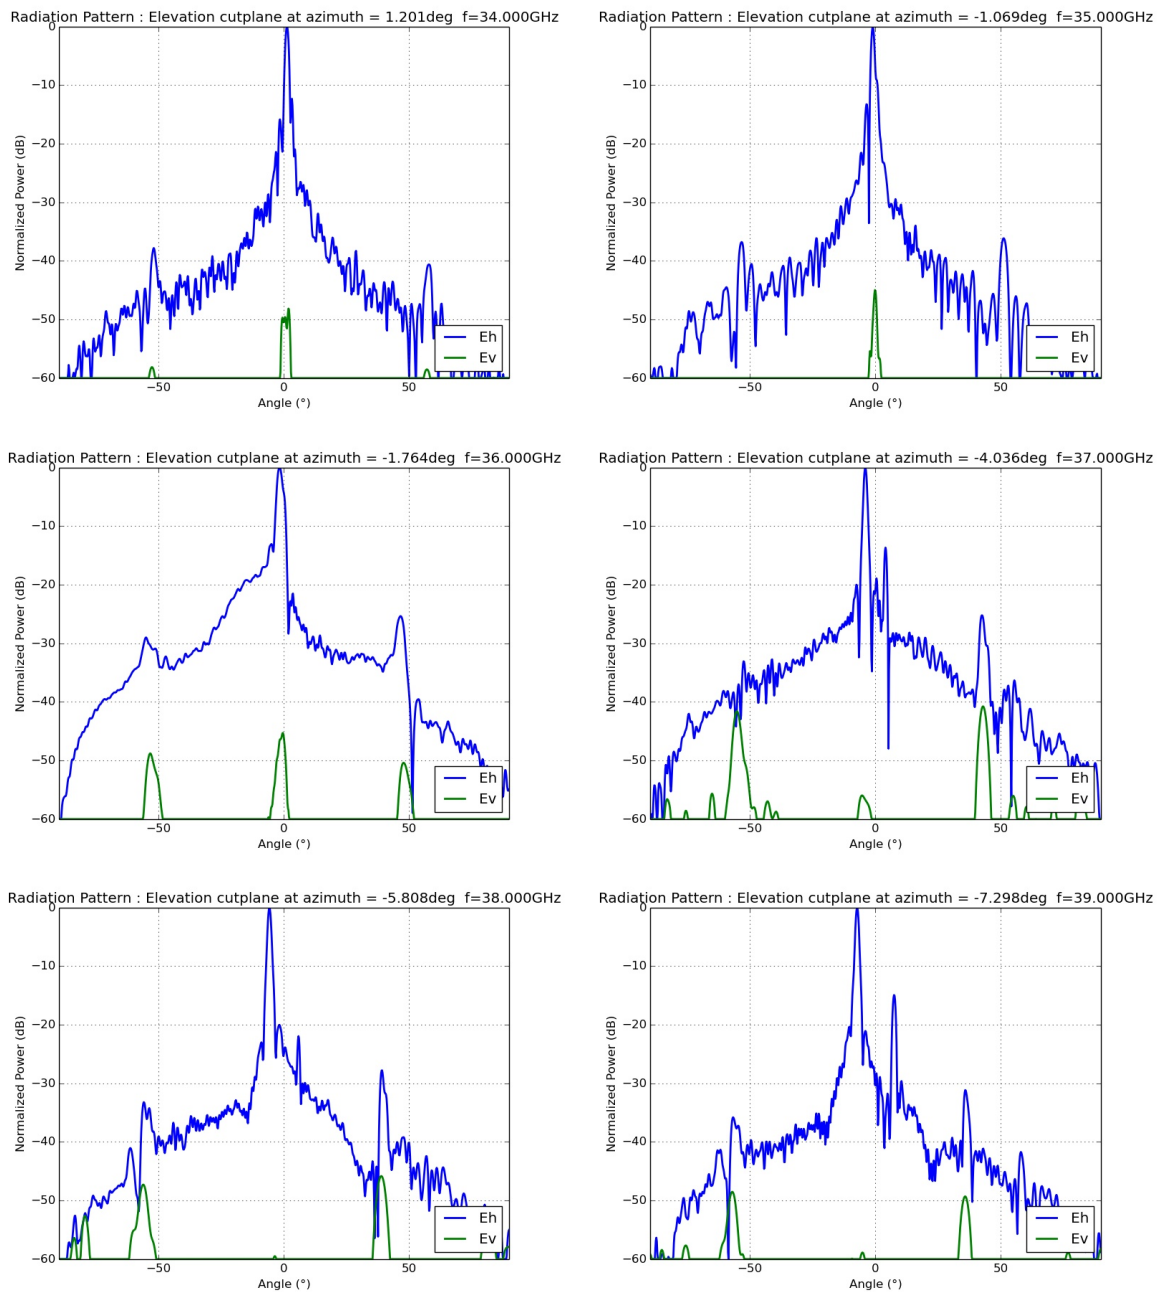 Radiation Pattern : Elevation cutplane at azimuth = 1.201deg f=34.000GHz
0
−10
−20
−30
−40
−50
−60
Normalized Power (dB)
−50
0
50
Angle (°)
Eh
Ev
Radiation Pattern : Elevation cutplane at azimuth = -1.069deg f=35.000GHz
0
−10
−20
−30
−40
−50
−60
Normalized Power (dB)
−50
0
50
Angle (°)
Eh
Ev
Radiation Pattern : Elevation cutplane at azimuth = -1.764deg f=36.000GHz
0
−10
−20
−30
−40
−50
−60
Normalized Power (dB)
−50
0
50
Angle (°)
Eh
Ev
Radiation Pattern : Elevation cutplane at azimuth = -4.036deg f=37.000GHz
0
−10
−20
−30
−40
−50
−60
Normalized Power (dB)
−50
0
50
Angle (°)
Eh
Ev
Radiation Pattern : Elevation cutplane at azimuth = -5.808deg f=38.000GHz
0
−10
−20
−30
−40
−50
−60
Normalized Power (dB)
−50
0
50
Angle (°)
Eh
Ev
Radiation Pattern : Elevation cutplane at azimuth = -7.298deg f=39.000GHz
0
−10
−20
−30
−40
−50
−60
Normalized Power (dB)
−50
0
50
Angle (°)
Eh
Ev